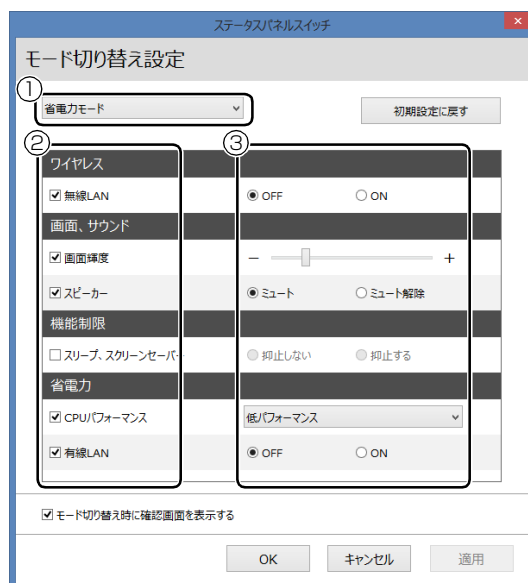 ステータスパネルスイッチ
モード切り替え設定
①
省電力モード
初期設定に戻す
② ③
ワイヤレス
無線LAN OFF ON
画面、サウンド
画面輝度 − +
スピーカー ミュート ミュート解除
機能制限
スリープ、スクリーンセーバー 抑止しない 抑止する
省電力
CPUパフォーマンス 低パフォーマンス
有線LAN OFF ON
モード切り替え時に確認画面を表示する
OK キャンセル 適用